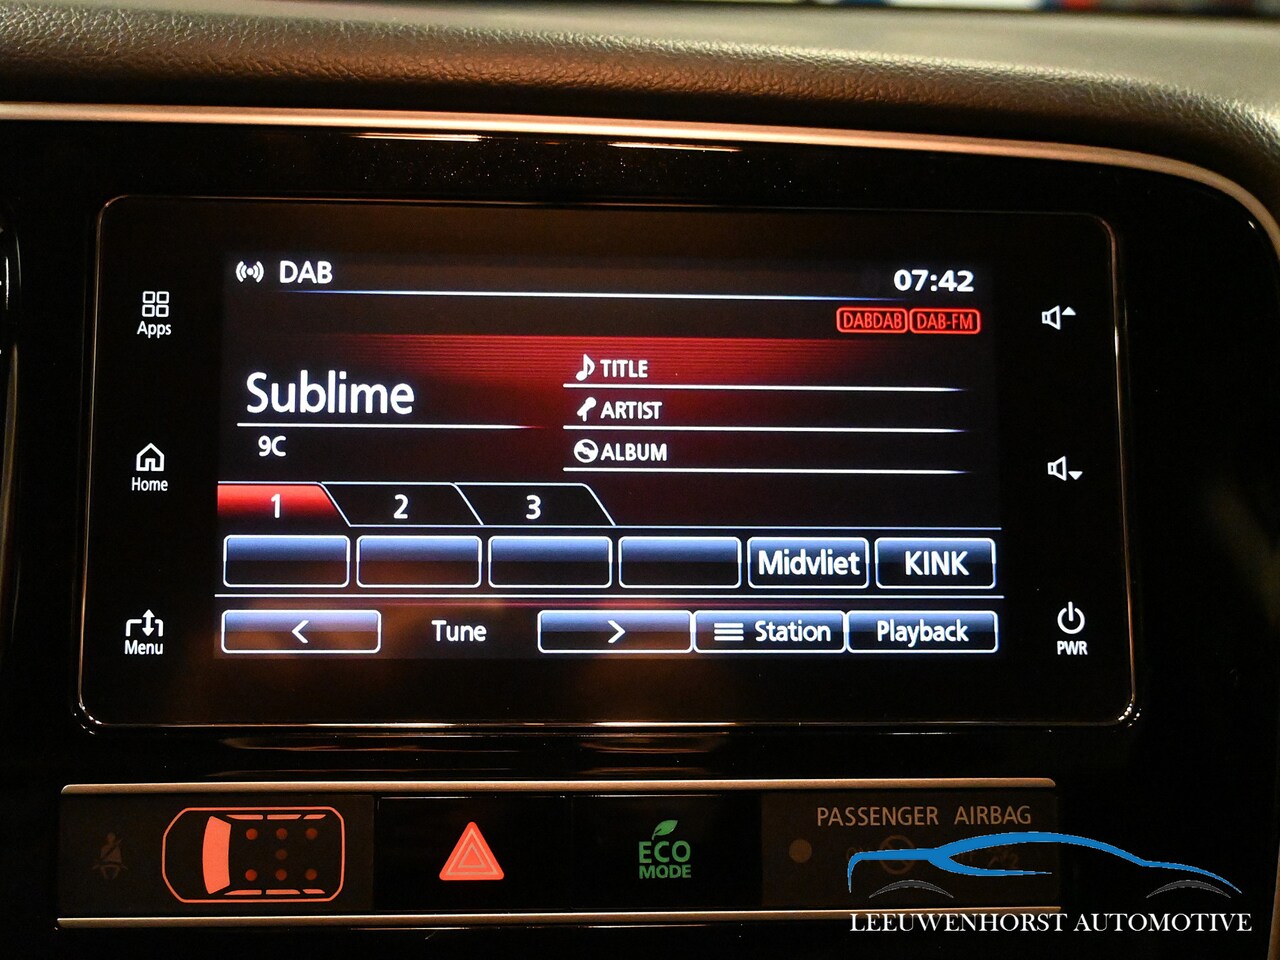 DAB
07:42
DABDAB DAB-FM
Apps
TITLE
Sublime
ARTIST
9C
ALBUM
Home
1 2 3
Midvliet KINK
< Tune > Station Playback
Menu
PWR
PASSENGER AIRBAG
ECO
MODE
LEEUWENHORST AUTOMOTIVE